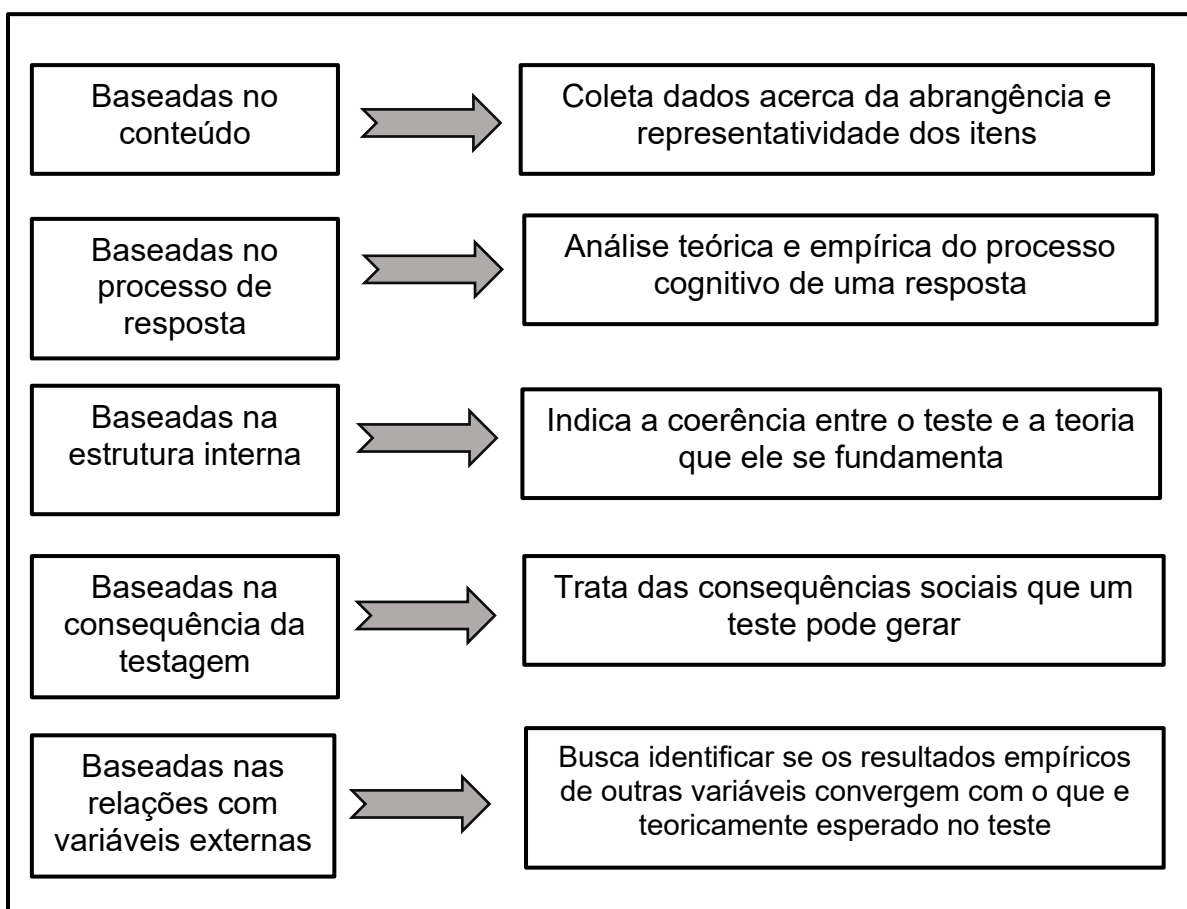 Baseadas no
conteúdo
Coleta dados acerca da abrangência e
representatividade dos itens
Baseadas no
processo de
resposta
Análise teórica e empírica do processo
cognitivo de uma resposta
Baseadas na
estrutura interna
Indica a coerência entre o teste e a teoria
que ele se fundamenta
Baseadas na
consequência da
testagem
Trata das consequências sociais que um
teste pode gerar
Baseadas nas
relações com
variáveis externas
Busca identificar se os resultados empíricos
de outras variáveis convergem com o que e
teoricamente esperado no teste